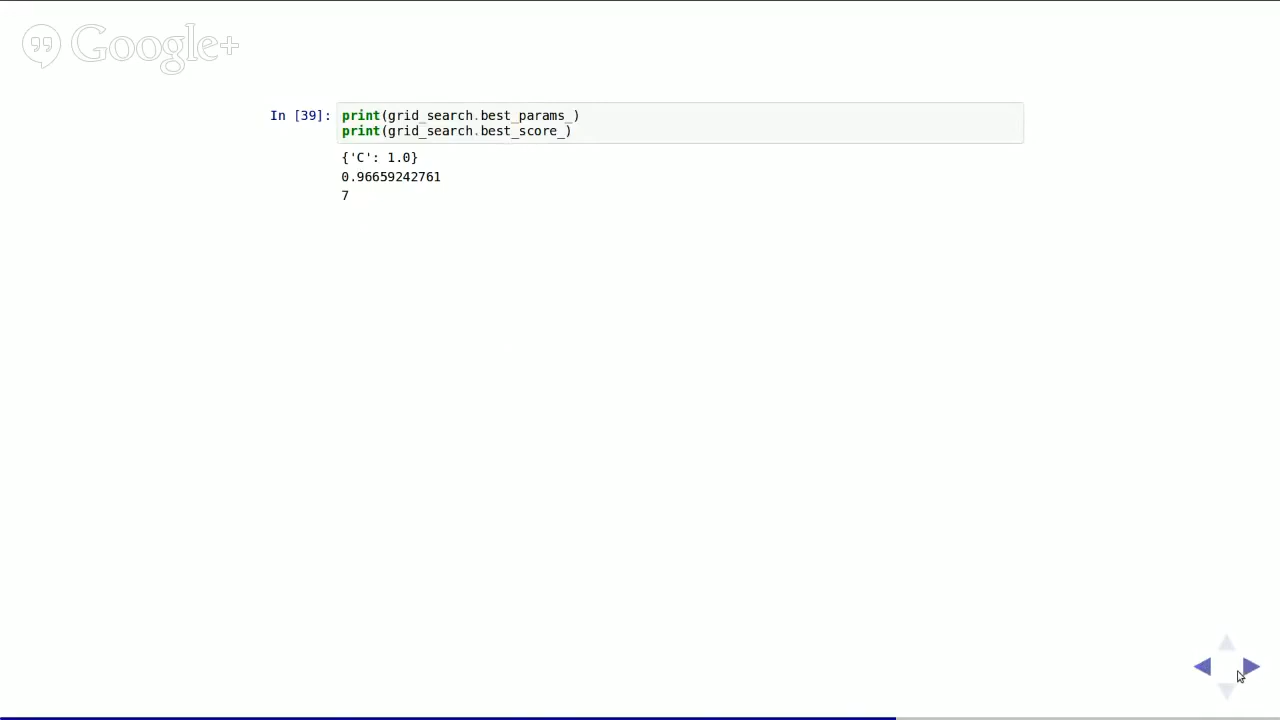 Google+
In [39]: print(grid_search.best_params_)
print(grid_search.best_score_)
{'C': 1.0}
0.96659242761
7